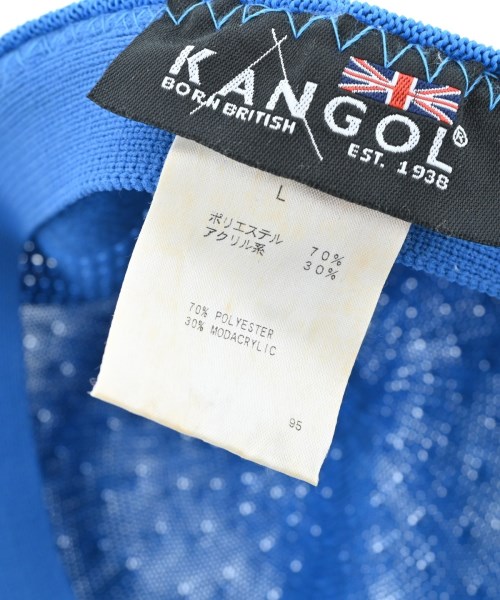 KANGOL®
BORN BRITISH
EST. 1938
L
ポリエステル 70%
アクリル系 30%
70% POLYESTER
30% MODACRYLIC
95